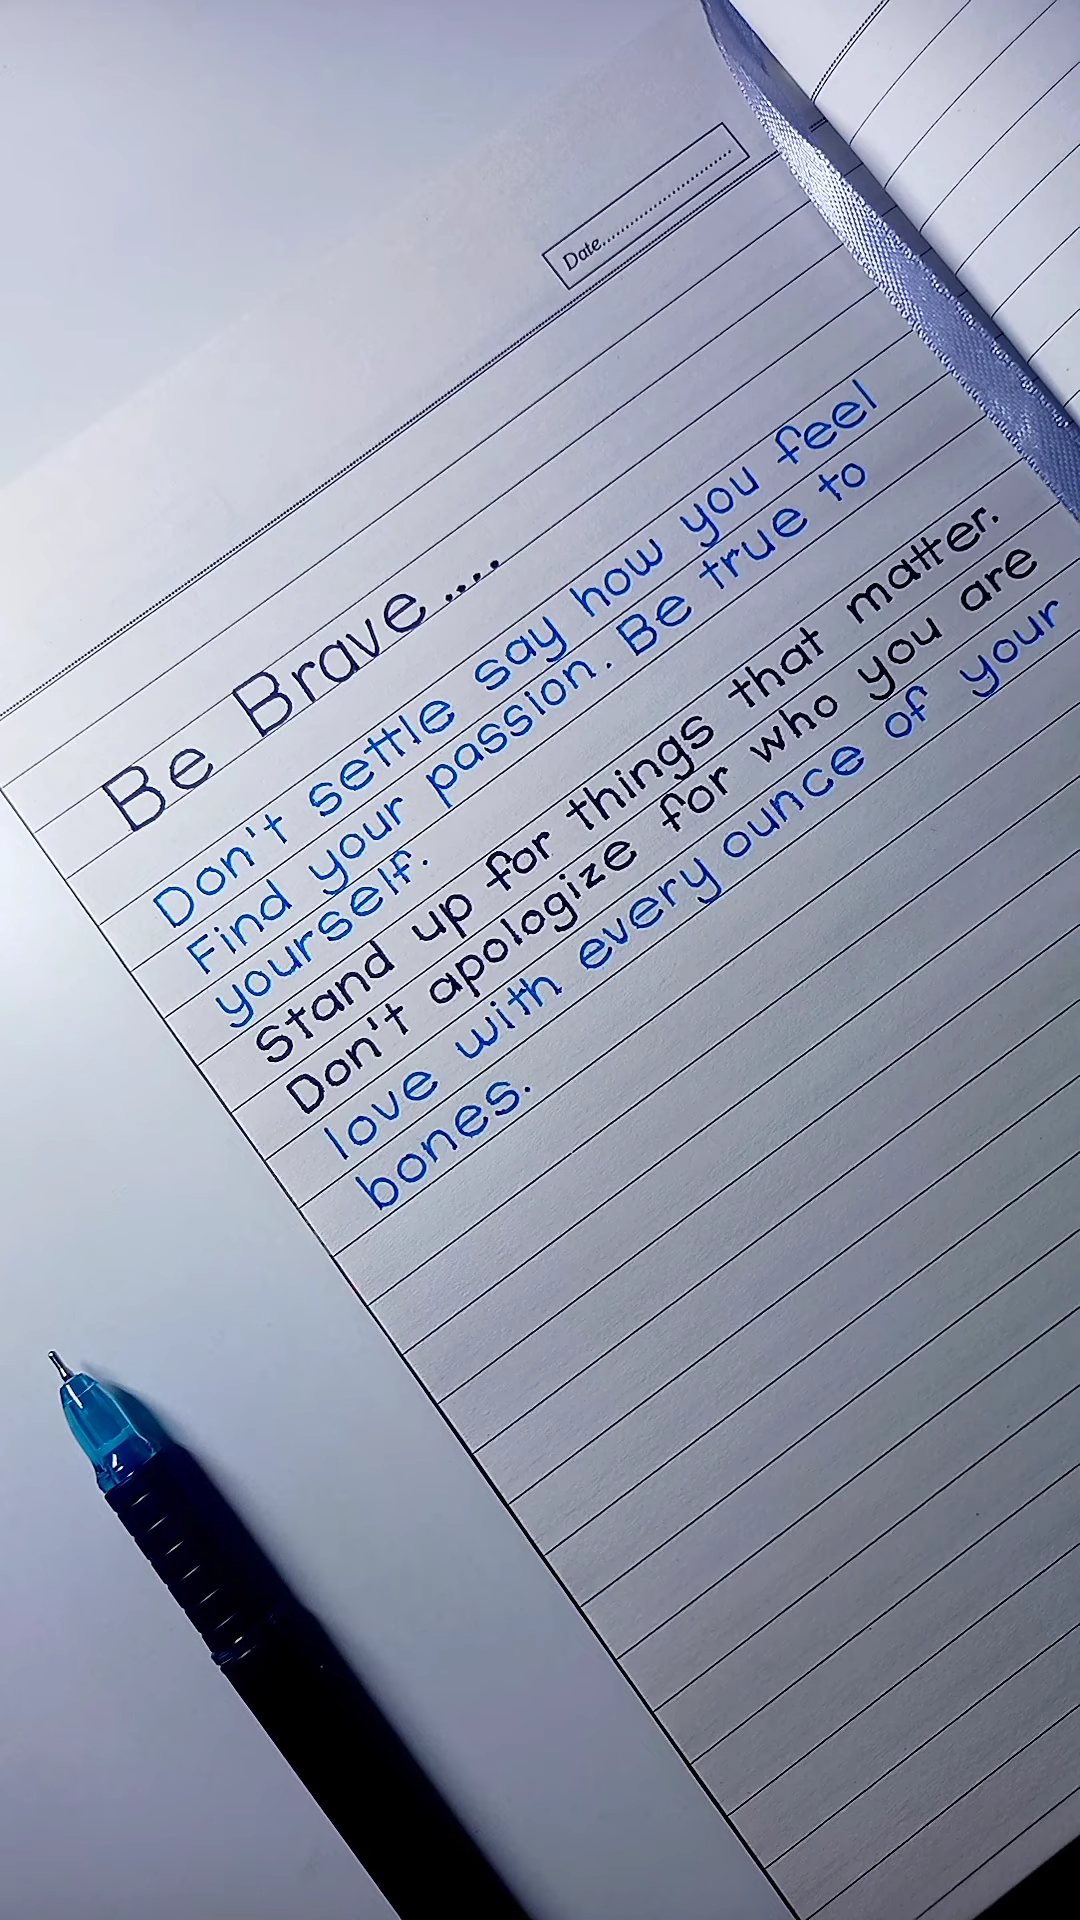 Date....................
Be Brave....
Don't settle say how you feel
Find your passion. Be true to
yourself.
Stand up for things that matter.
Don't apologize for who you are
love with every ounce of your
bones.